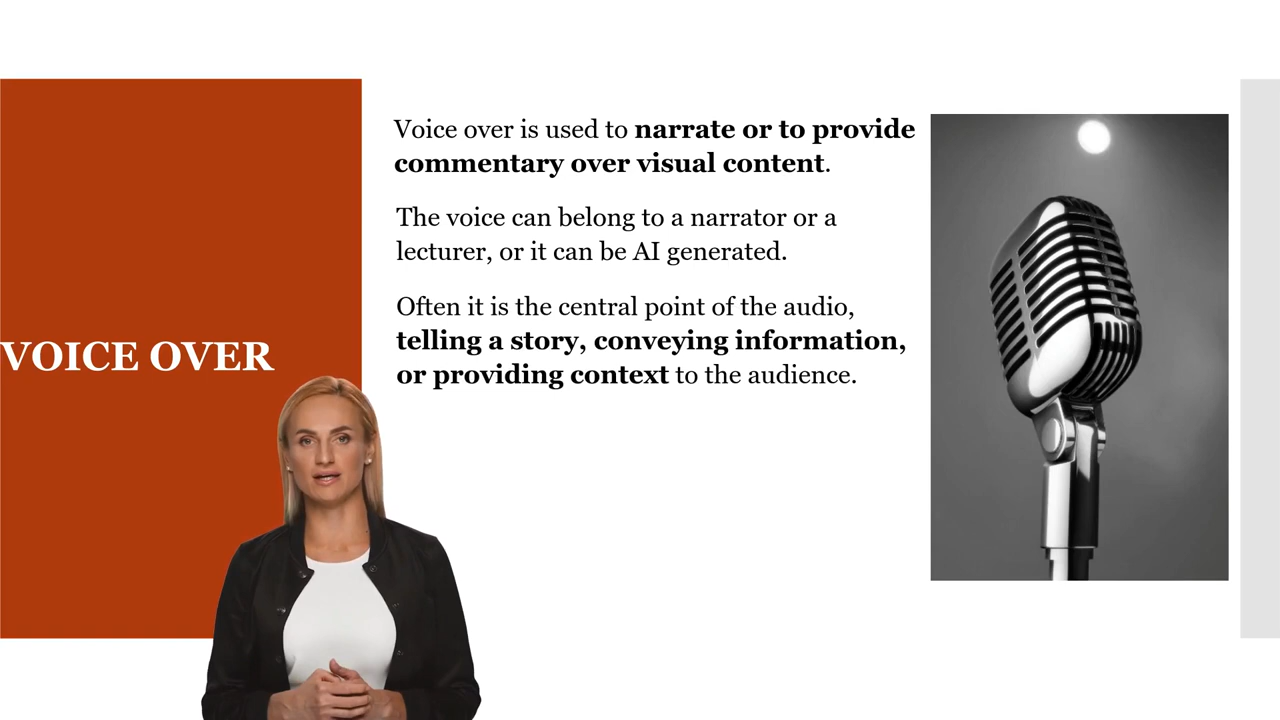 VOICE OVER
Voice over is used to narrate or to provide
commentary over visual content.
The voice can belong to a narrator or a
lecturer, or it can be AI generated.
Often it is the central point of the audio,
telling a story, conveying information,
or providing context to the audience.